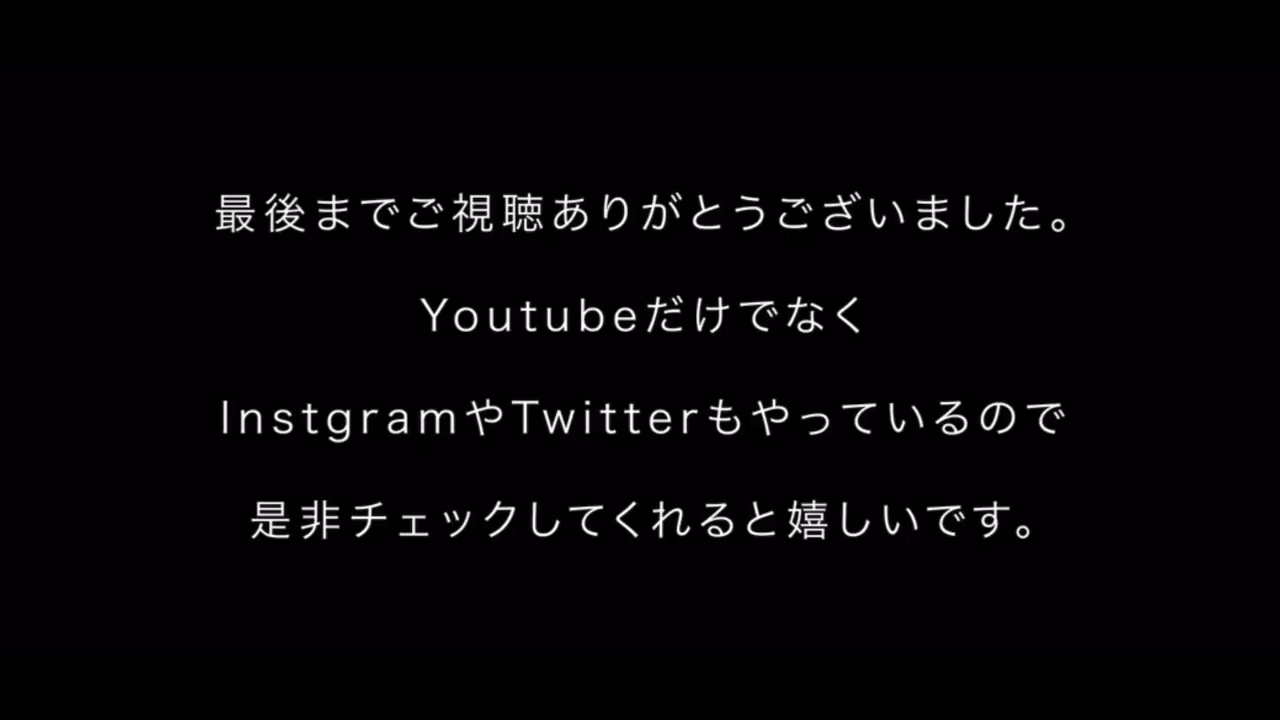 最後までご視聴ありがとうございました。
Youtubeだけでなく
InstgramやTwitterもやっているので
是非チェックしてくれると嬉しいです。